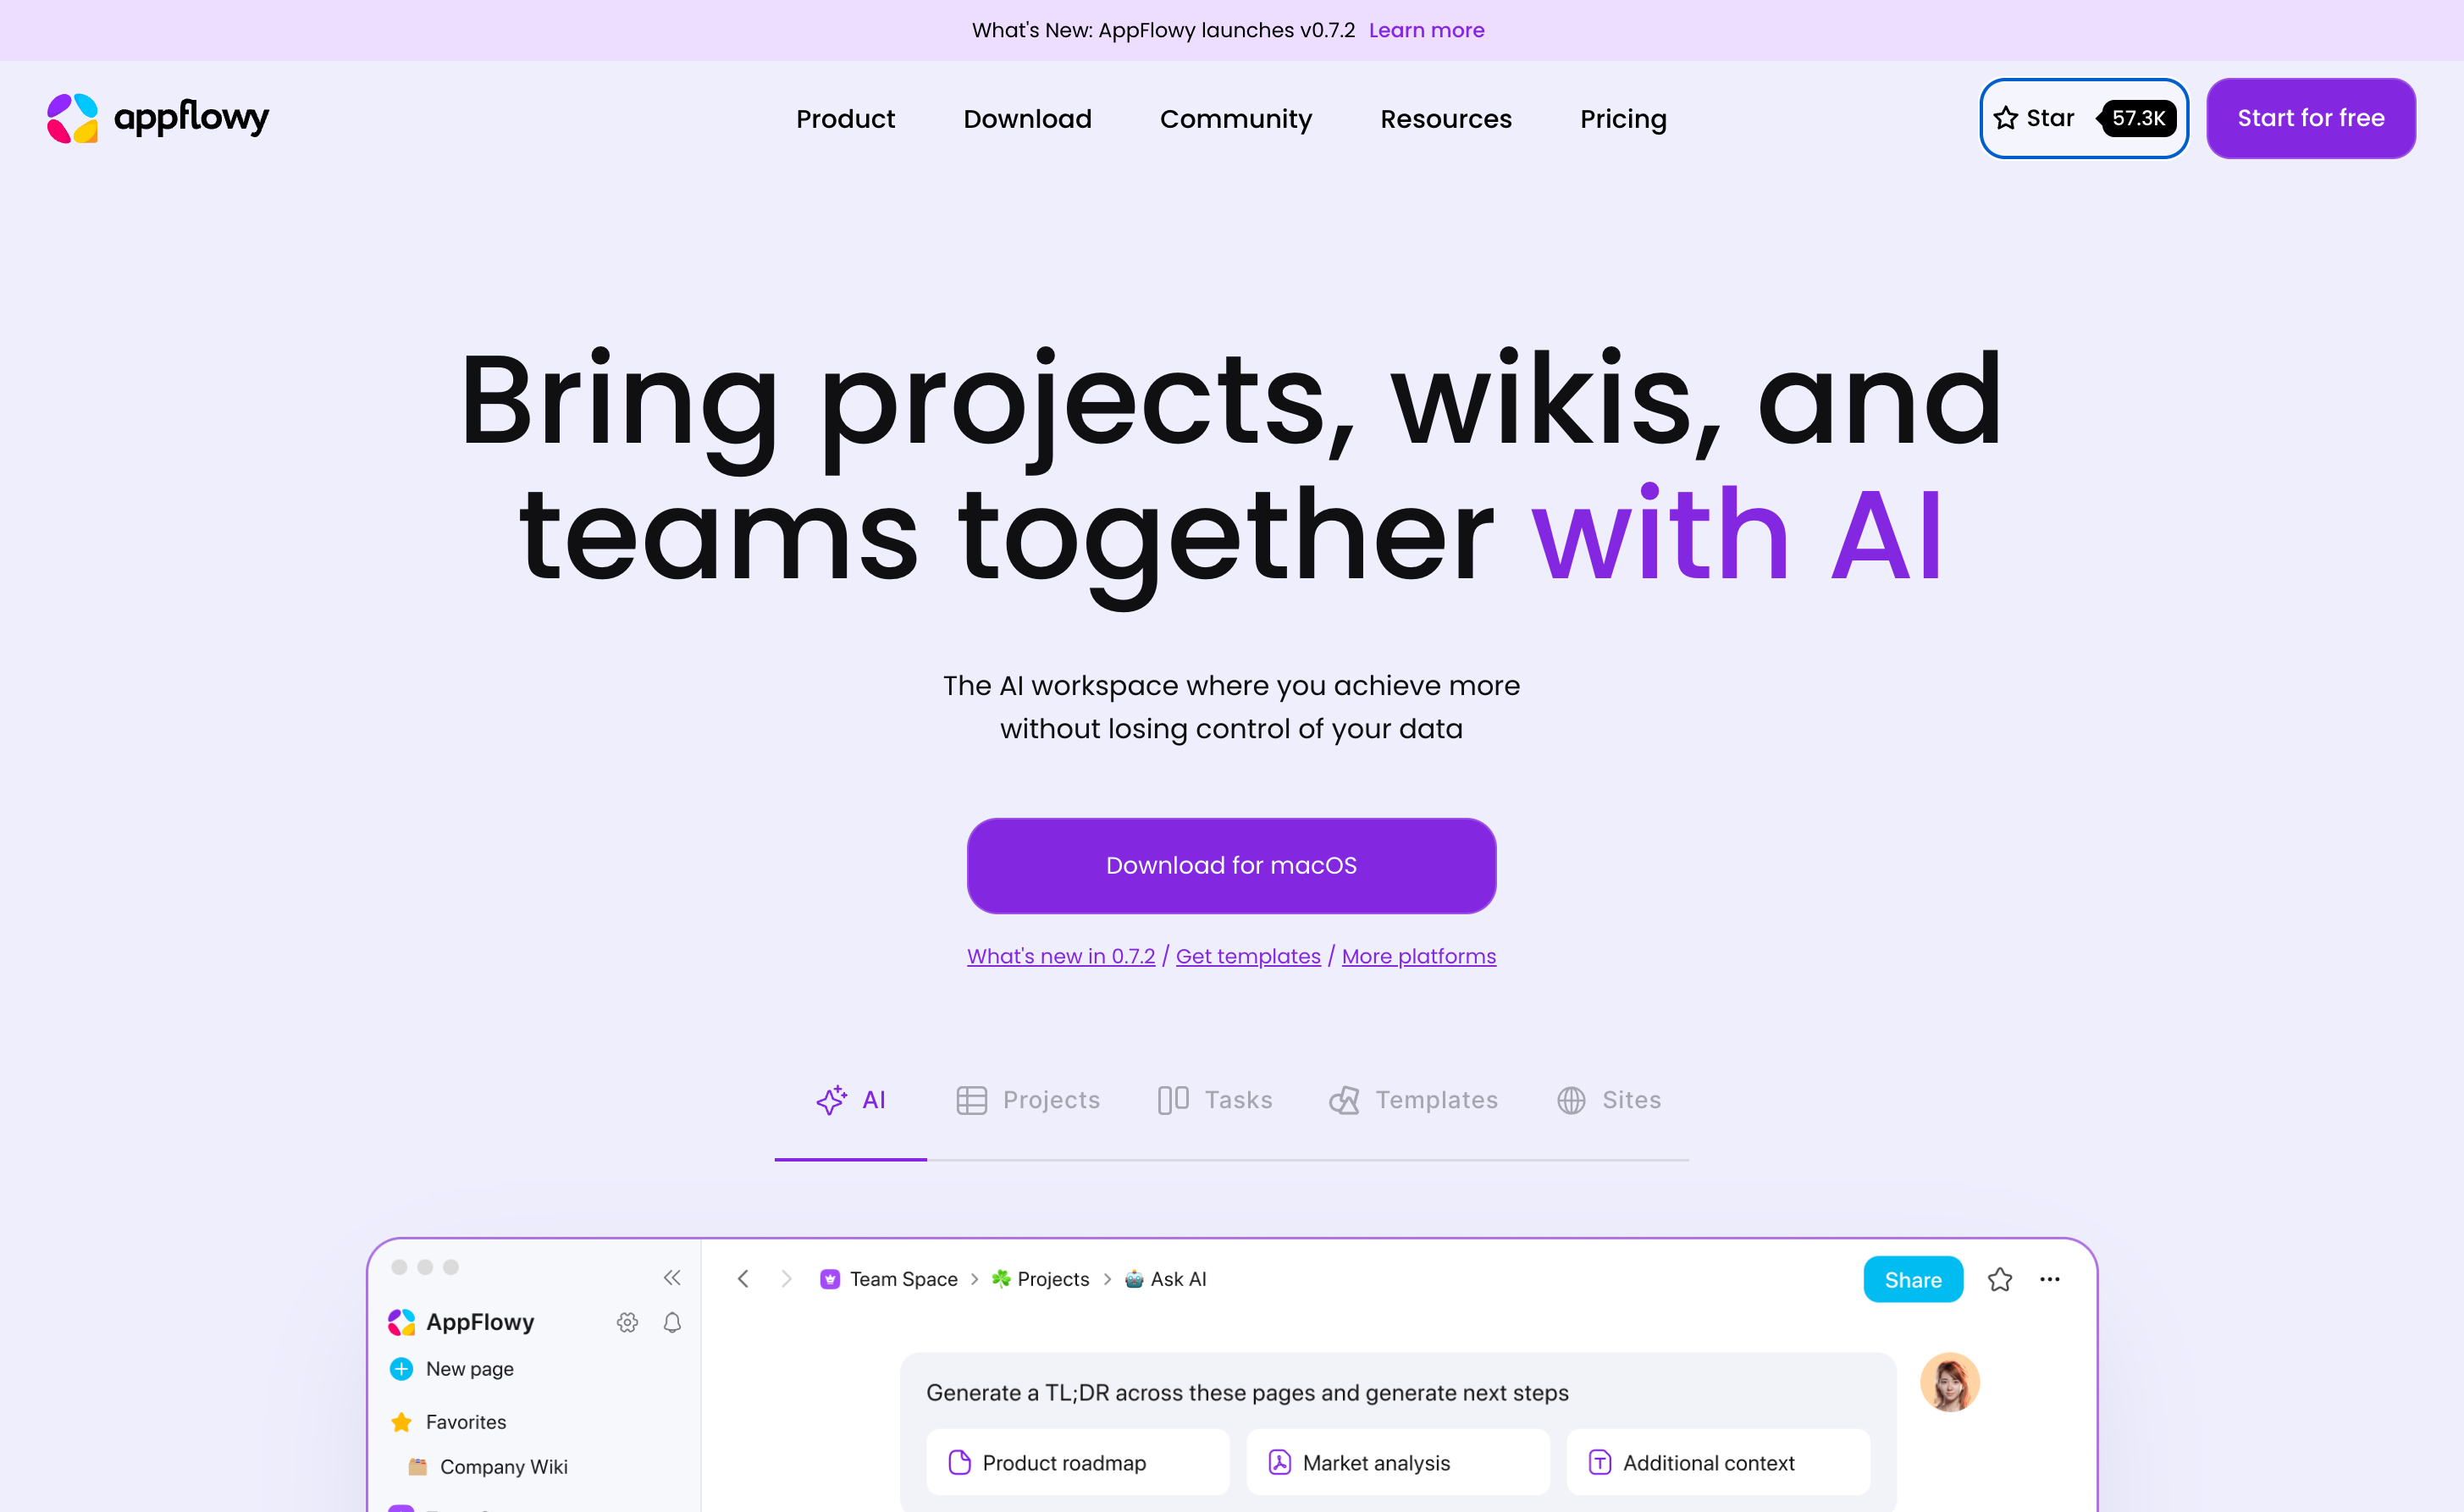 What's New: AppFlowy launches v0.7.2 Learn more
appflowy
Product Download Community Resources Pricing
Star 57.3K
Start for free
Bring projects, wikis, and
teams together with AI
The AI workspace where you achieve more
without losing control of your data
Download for macOS
What's new in 0.7.2 / Get templates / More platforms
AI Projects Tasks Templates Sites
Team Space > Projects > Ask AI
Share
AppFlowy
New page
Favorites
Company Wiki
Generate a TL;DR across these pages and generate next steps
Product roadmap
Market analysis
Additional context